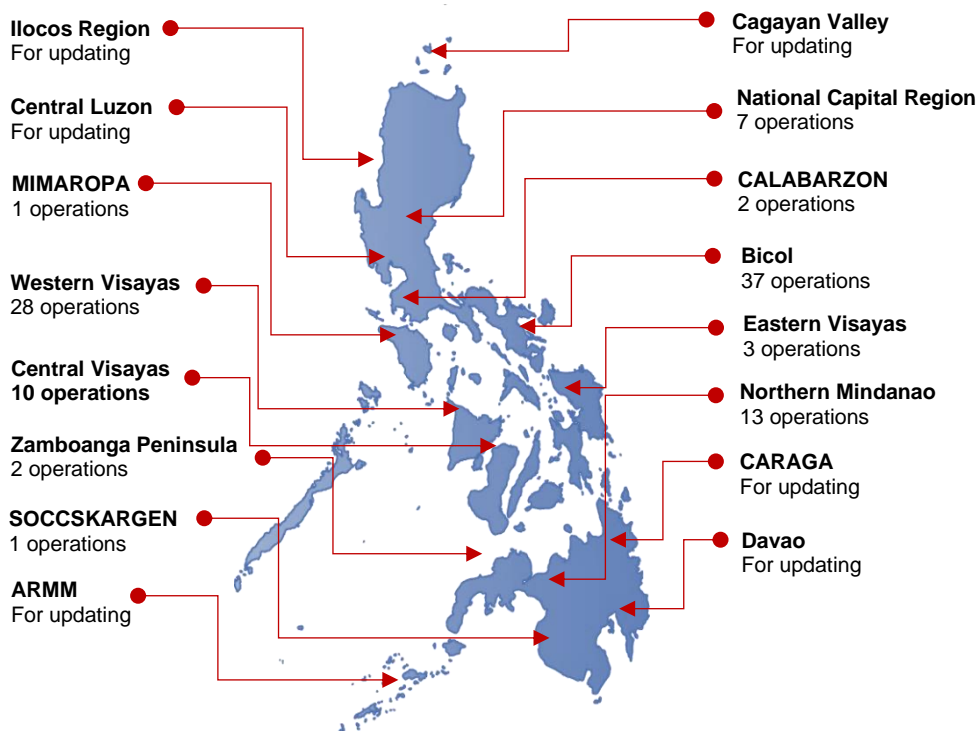 Ilocos Region
For updating
Central Luzon
For updating
MIMAROPA
1 operations
Western Visayas
28 operations
Central Visayas
10 operations
Zamboanga Peninsula
2 operations
SOCCSKARGEN
1 operations
ARMM
For updating
Cagayan Valley
For updating
National Capital Region
7 operations
CALABARZON
2 operations
Bicol
37 operations
Eastern Visayas
3 operations
Northern Mindanao
13 operations
CARAGA
For updating
Davao
For updating